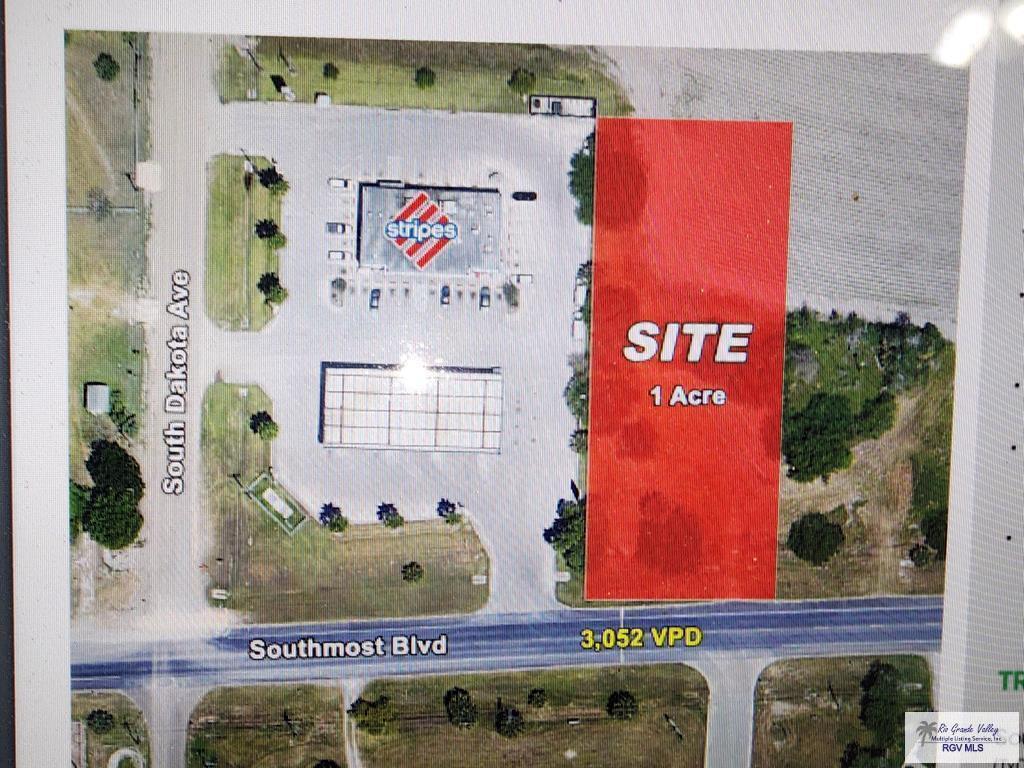 stripes
South Dakota Ave
SITE
1 Acre
Southmost Blvd
3,052 VPD
TR
Rio Grande Valley
Multiple Listing Service, Inc
RGV MLS